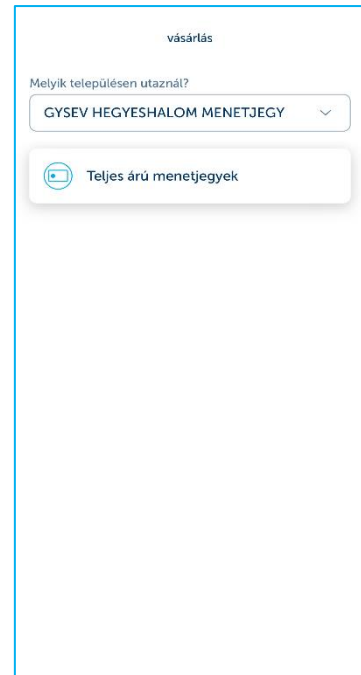 vásárlás
Melyik településen utaznál?
GYSEV HEGYESHALOM MENETJEGY
Teljes árú menetjegyek